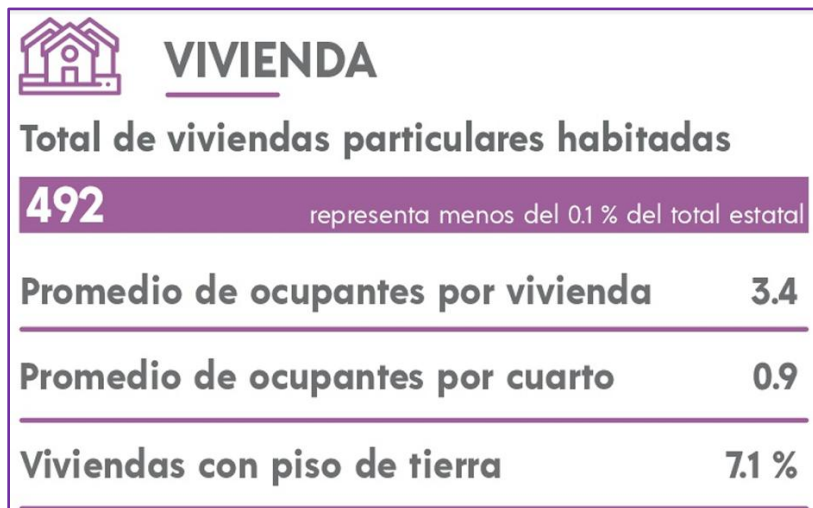 VIVIENDA
Total de viviendas particulares habitadas
492 representa menos del 0.1 % del total estatal
Promedio de ocupantes por vivienda 3.4
Promedio de ocupantes por cuarto 0.9
Viviendas con piso de tierra 7.1 %